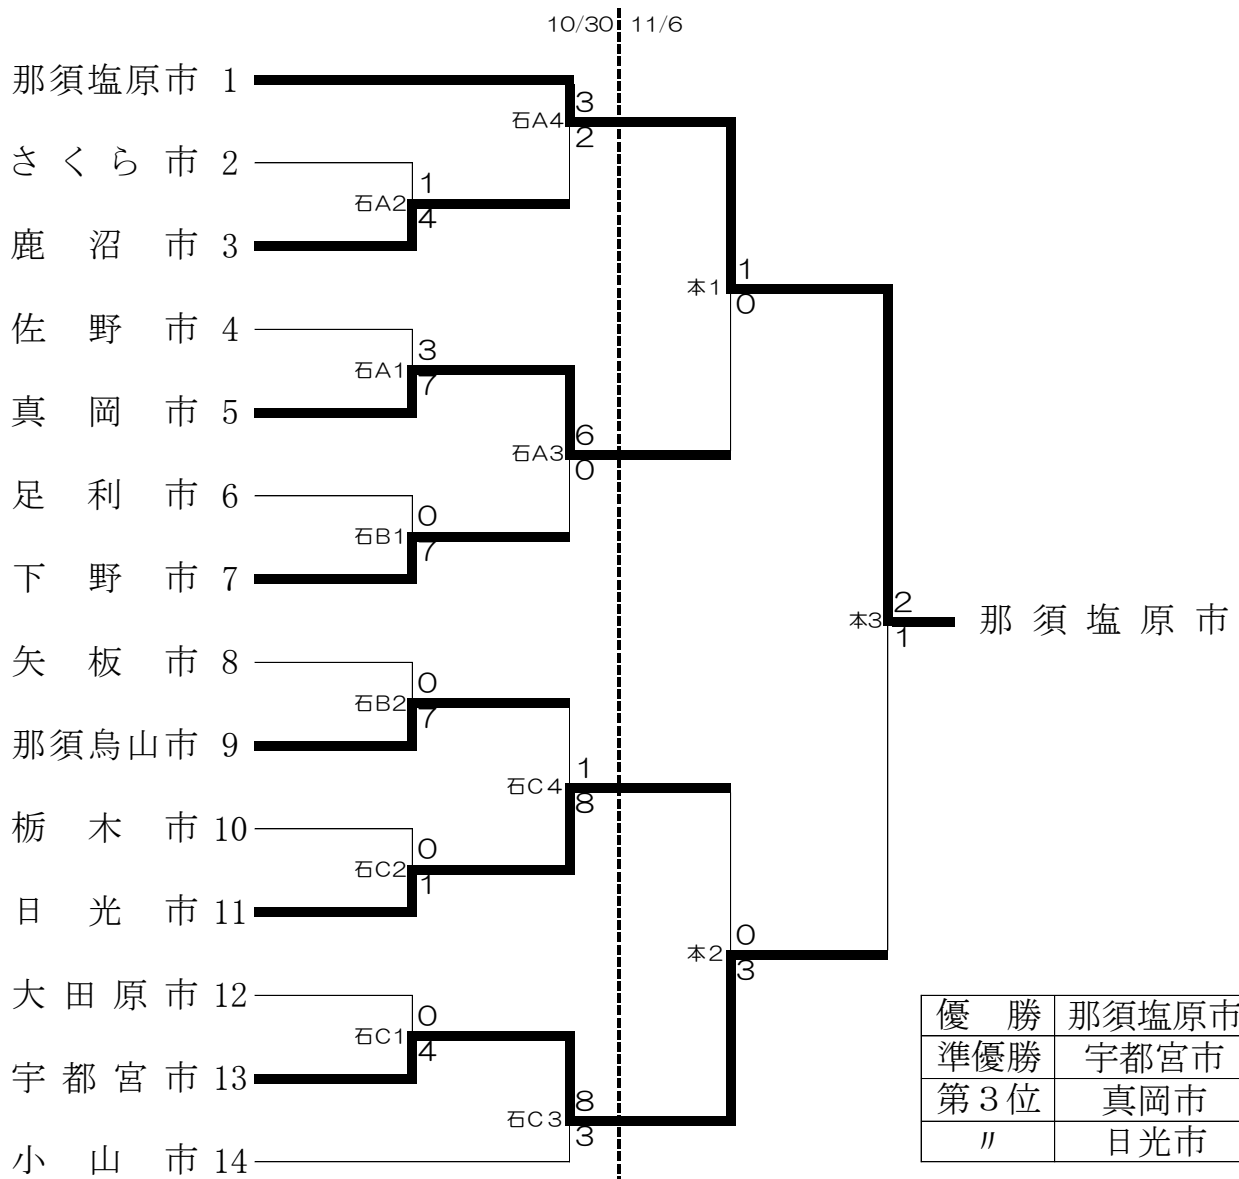 10/30 11/6
那須塩原市 1
3
石A4
2
さくら市 2
1
石A2
4
鹿沼市 3
1
本1
0
佐野市 4
3
石A1
7
真岡市 5
6
石A3
0
足利市 6
0
石B1
7
下野市 7
2
本3 那須塩原市
1
矢板市 8
0
石B2
7
那須烏山市 9
1
石C4
8
栃木市 10
0
石C2
1
日光市 11
0
本2
3
大田原市 12
0
石C1
4
宇都宮市 13
8
石C3
3
小山市 14
優勝 那須塩原市
準優勝 宇都宮市
第3位 真岡市
〃 日光市